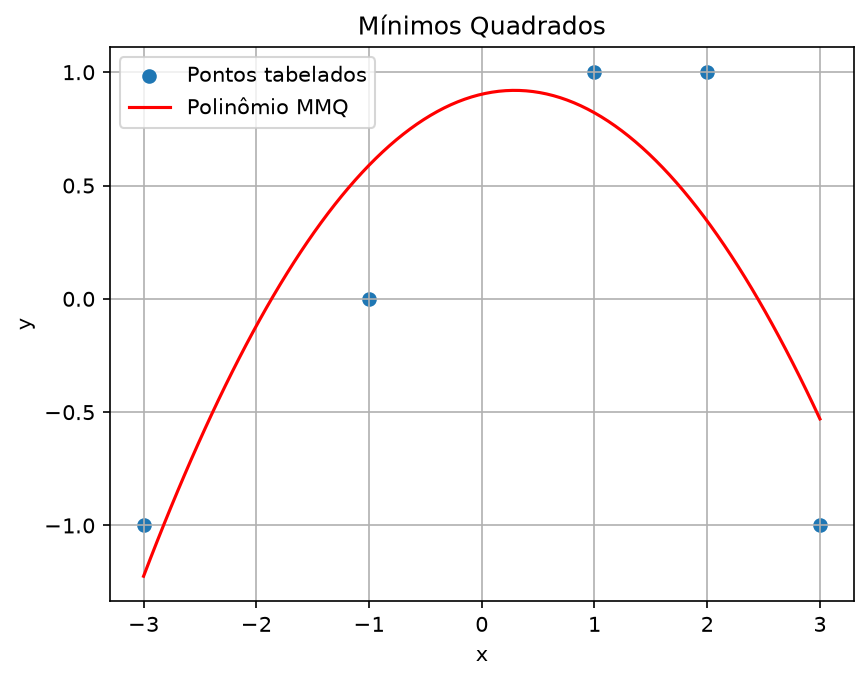 Mínimos Quadrados
Pontos tabelados
Polinômio MMQ
1.0
0.5
0.0
−0.5
−1.0
y
−3 −2 −1 0 1 2 3
x